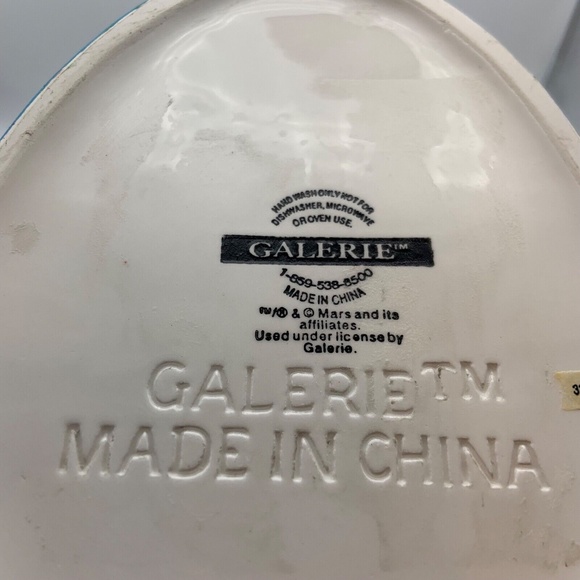 HAND WASH ONLY NOT FOR
DISHWASHER, MICROWAVE
OR OVEN USE.
GALERIE™
1-859-538-8500
MADE IN CHINA
™/® & © Mars and its
affiliates.
Used under license by
Galerie.
GALERIE™
MADE IN CHINA